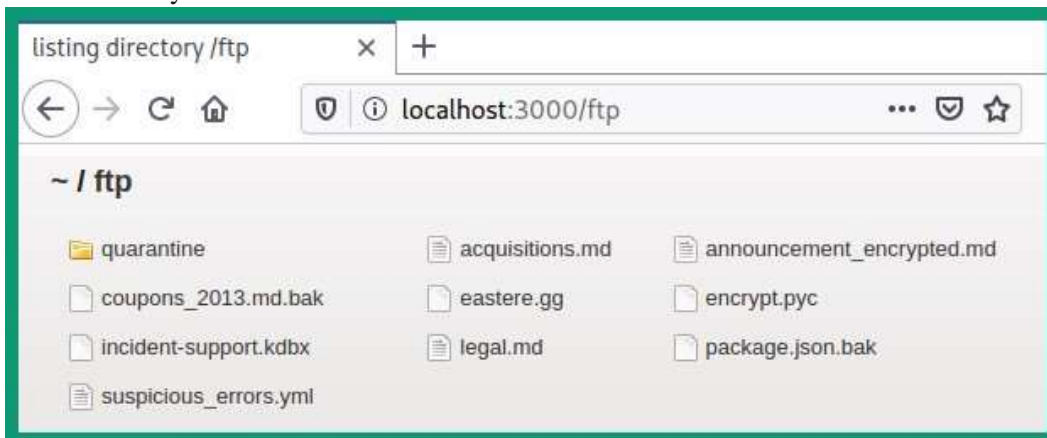 listing directory /ftp × +
localhost:3000/ftp
~ / ftp
quarantine acquisitions.md announcement_encrypted.md
coupons_2013.md.bak eastere.gg encrypt.pyc
incident-support.kdbx legal.md package.json.bak
suspicious_errors.yml